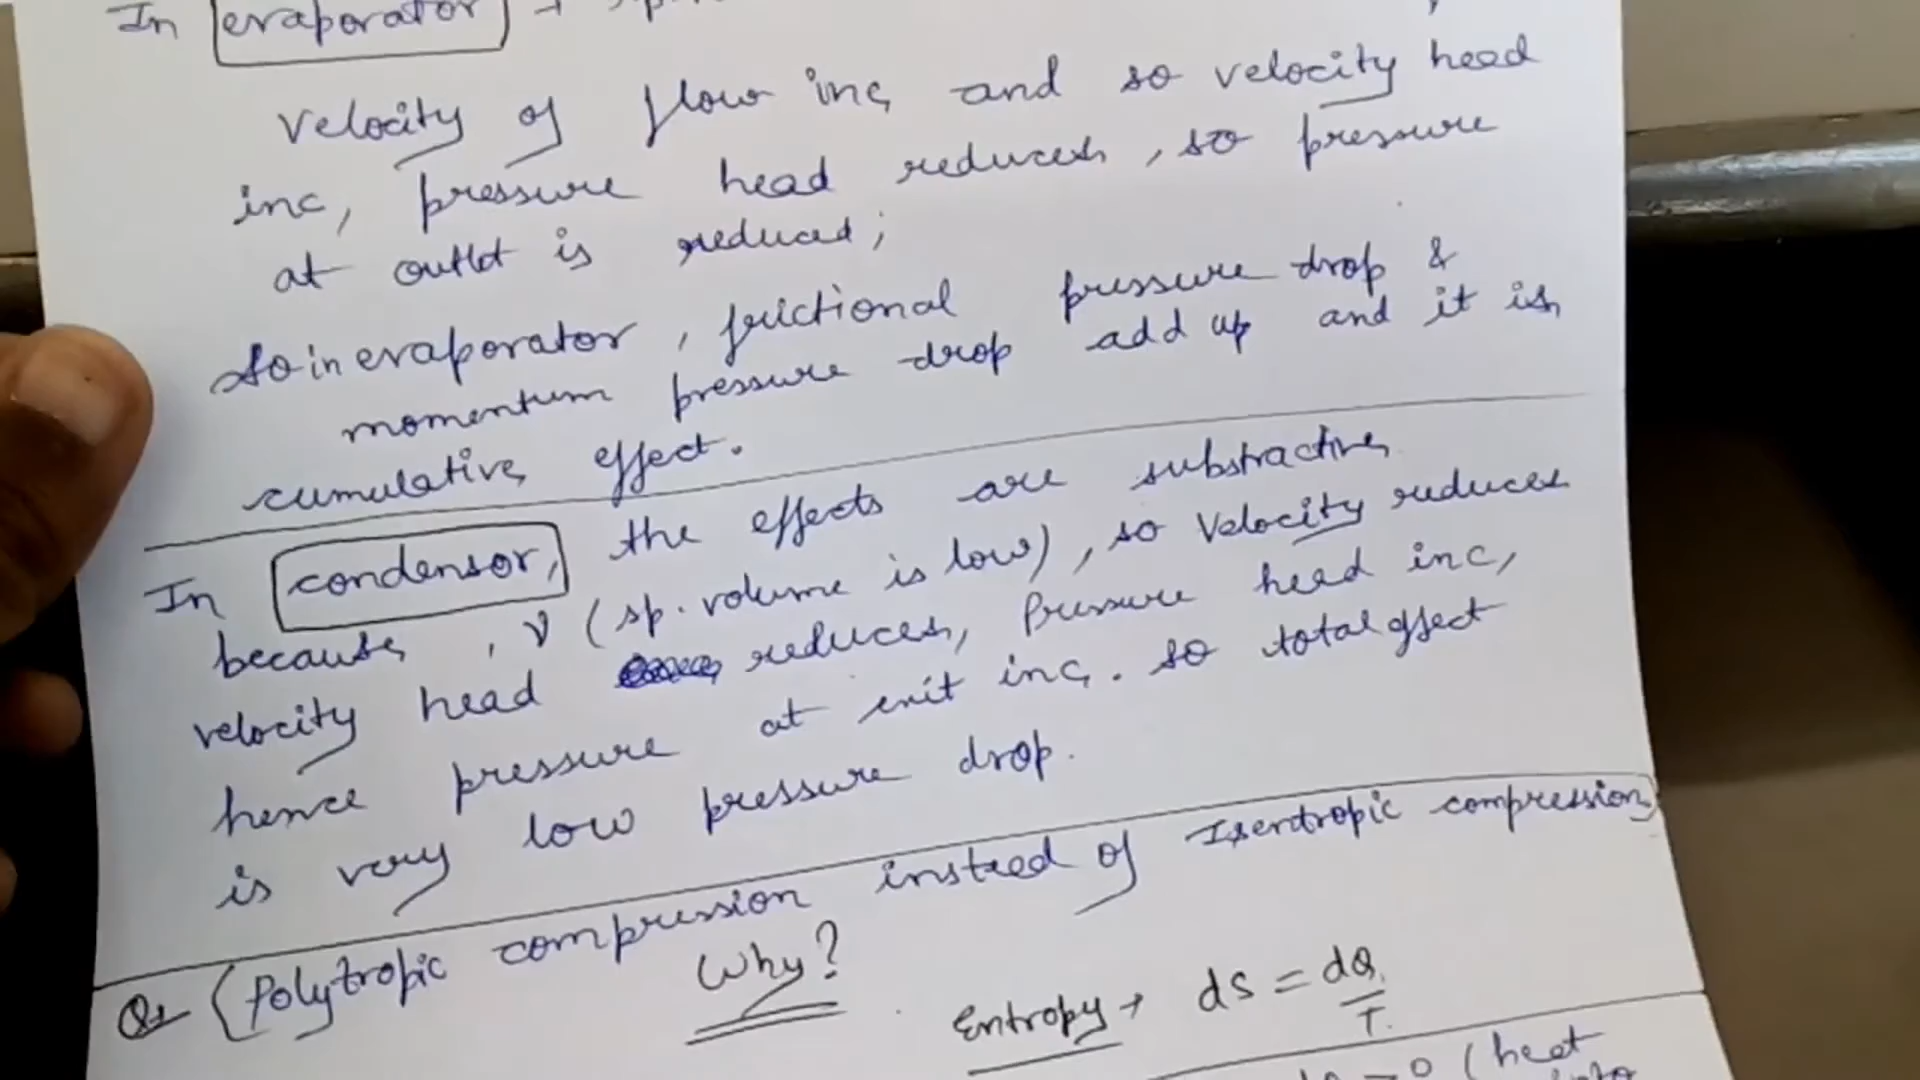 In evaporator →
velocity of flow inc, and so velocity head
inc, pressure head reduces, so pressure
at outlet is reduced;
So in evaporator, frictional pressure drop &
momentum pressure drop add up and it is
cumulative effect.
In condensor, the effects are substractive
because, v (sp. volume is low), so velocity reduces
velocity head reduces, Pressure head inc,
hence pressure at exit inc. so total effect
is very low pressure drop.
Q1 {Polytropic compression instead of Isentropic compression
Why?
Entropy → ds = dQ/T.
(heat